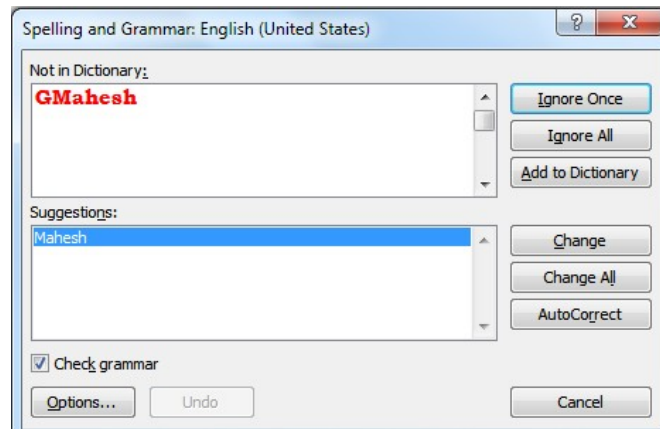 Spelling and Grammar: English (United States)
Not in Dictionary:
GMahesh
Ignore Once
Ignore All
Add to Dictionary
Suggestions:
Mahesh
Change
Change All
AutoCorrect
Check grammar
Options...
Undo
Cancel